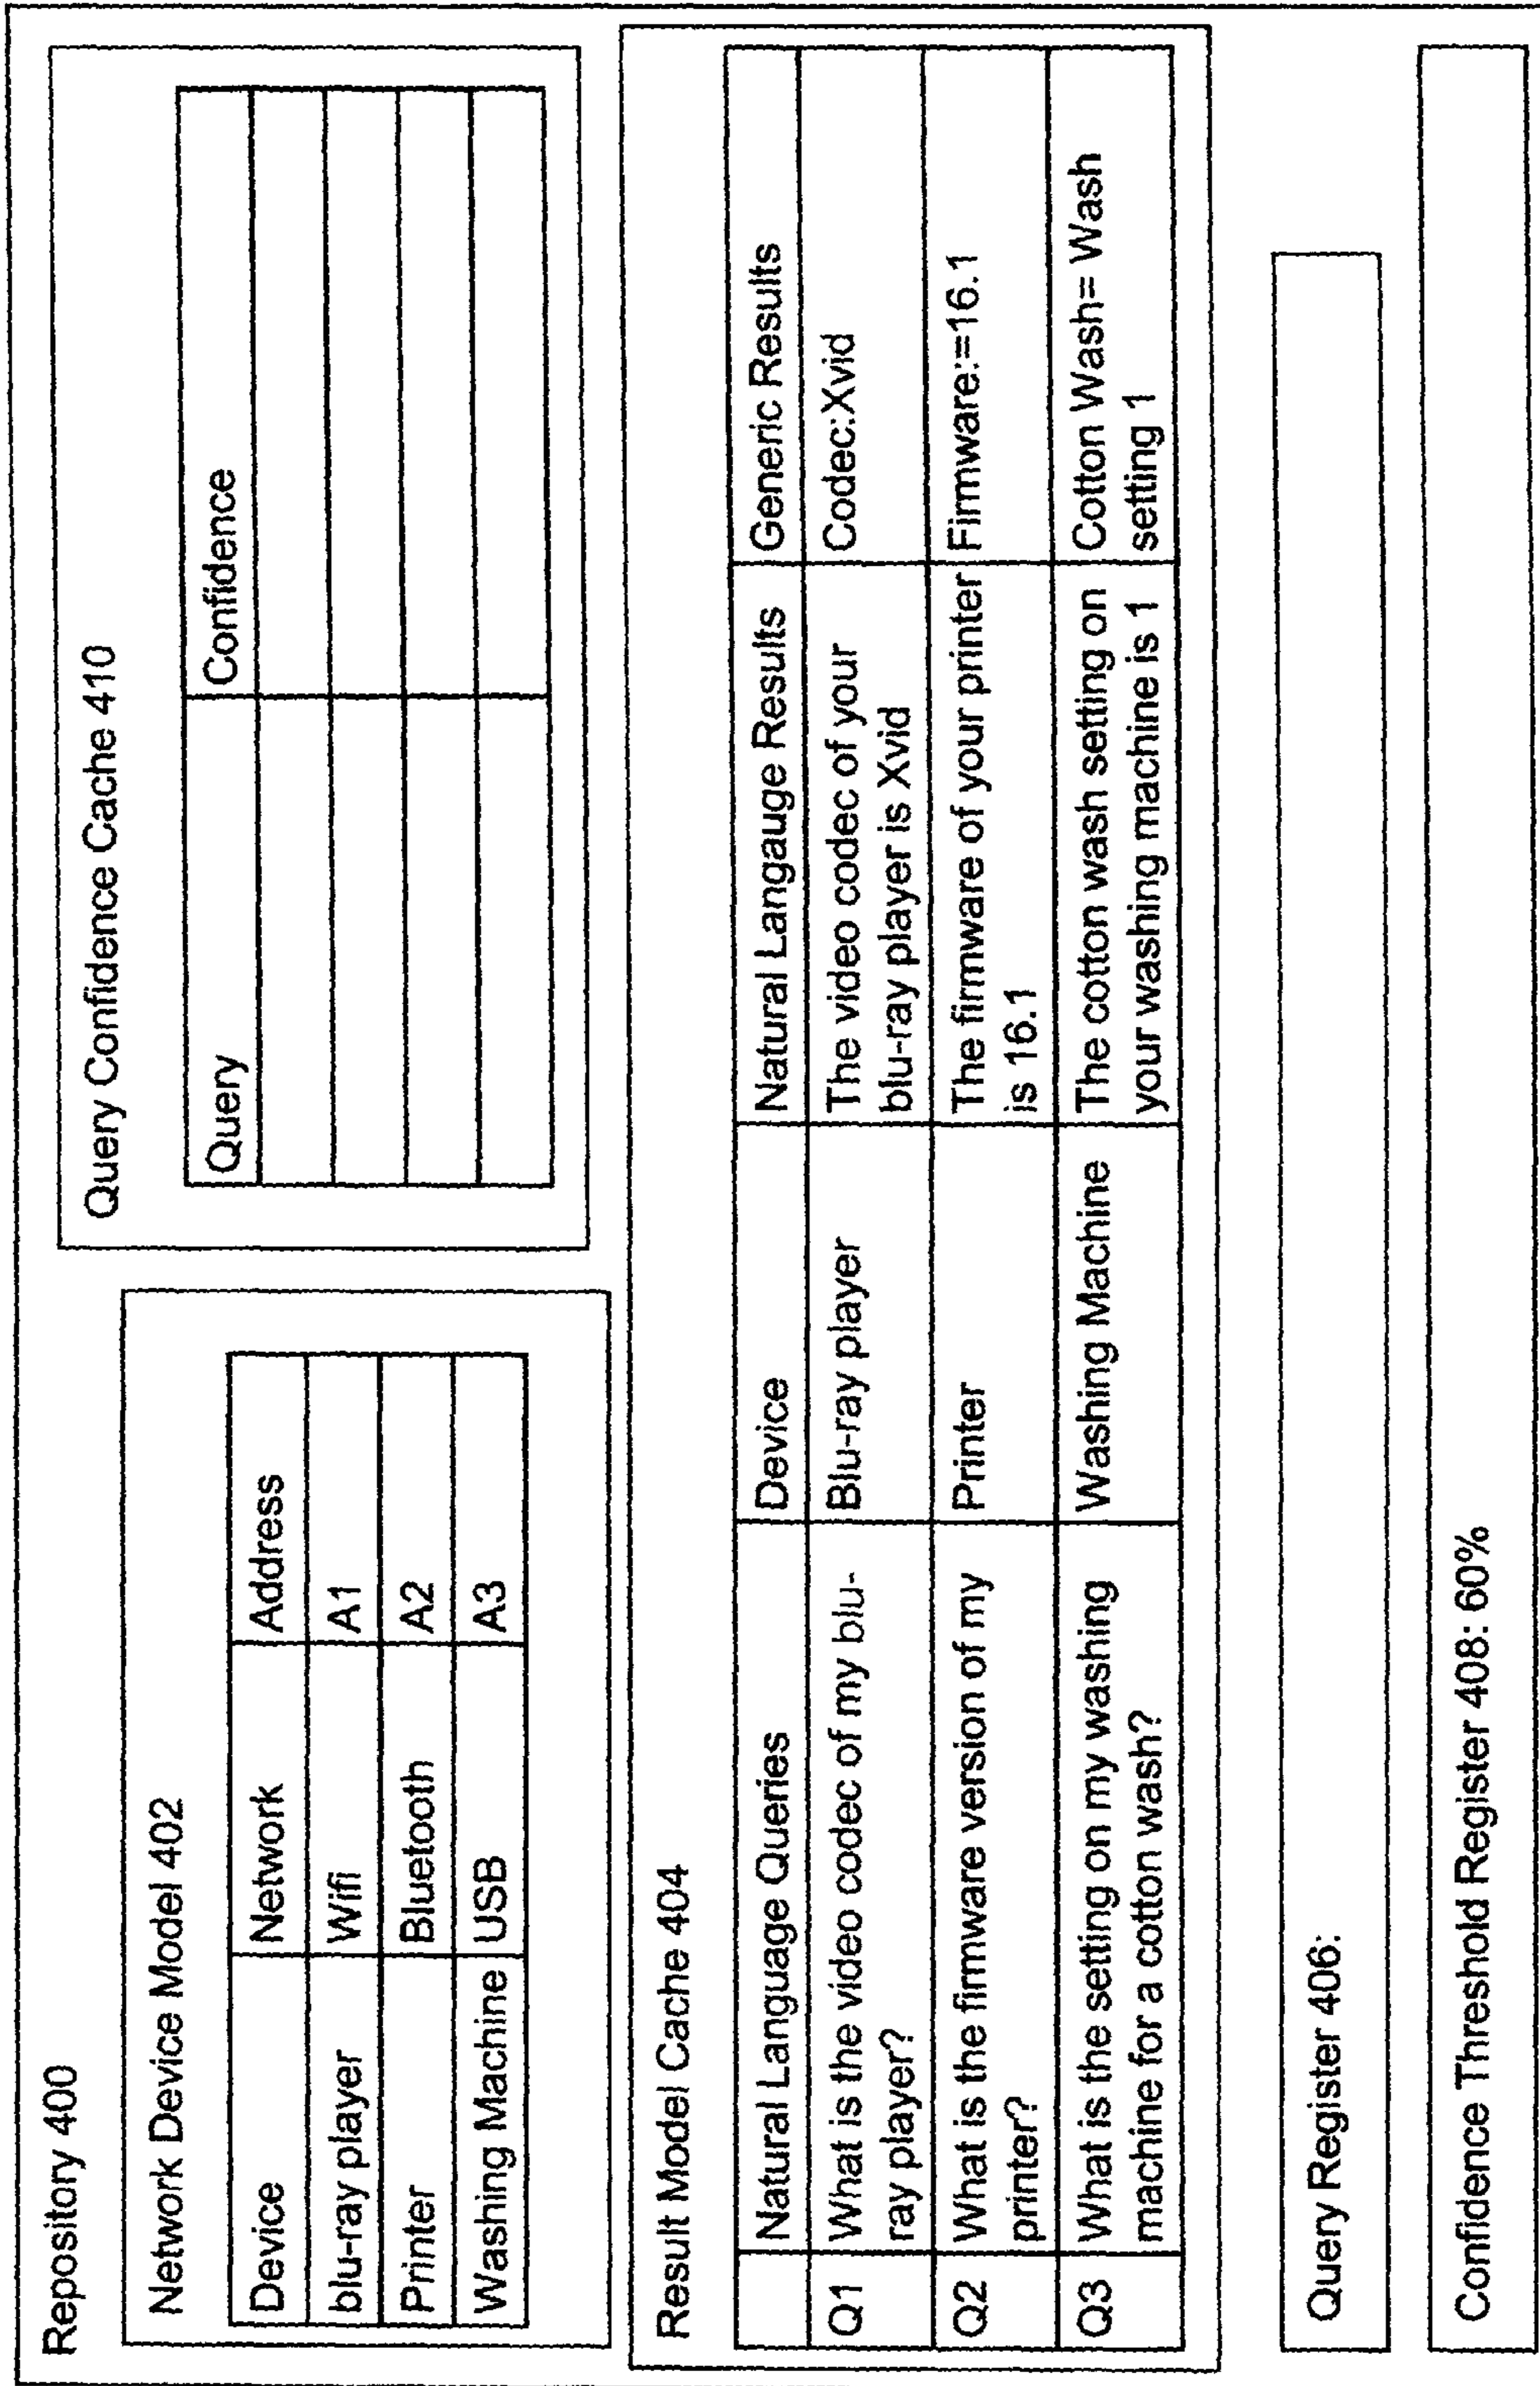 Repository 400
Network Device Model 402
Device Network Address
blu-ray player Wifi A1
Printer Bluetooth A2
Washing Machine USB A3
Query Confidence Cache 410
Query Confidence
Result Model Cache 404
Natural Language Queries Device Natural Langauge Results Generic Results
Q1 What is the video codec of my blu-
ray player?
Blu-ray player
The video codec of your
blu-ray player is Xvid
Codec:Xvid
Q2 What is the firmware version of my
printer?
Printer
The firmware of your printer
is 16.1
Firmware:=16.1
Q3 What is the setting on my washing
machine for a cotton wash?
Washing Machine
The cotton wash setting on
your washing machine is 1
Cotton Wash= Wash
setting 1
Query Register 406:
Confidence Threshold Register 408: 60%